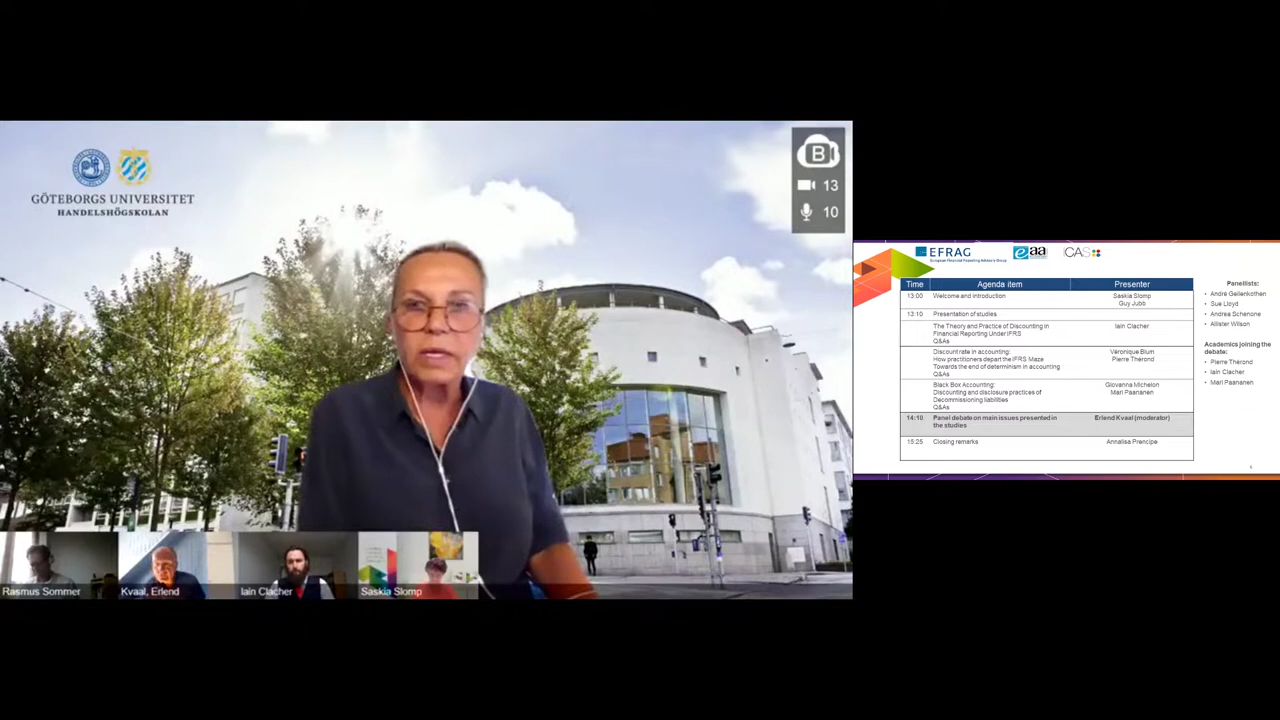 GÖTEBORGS UNIVERSITET
HANDELSHÖGSKOLAN
B
13
10
Rasmus Sommer
Kvaal, Erlend
Iain Clacher
Saskia Slomp
EFRAG
European Financial Reporting Advisory Group
eaa
ICAS
Time Agenda item Presenter
13:00 Welcome and introduction Saskia Slomp
Guy Jubb
13:10 Presentation of studies
The Theory and Practice of Discounting in Iain Clacher
Financial Reporting Under IFRS
Q&As
Discount rate in accounting: Véronique Blum
How practitioners depart the IFRS Maze Pierre Thérond
Towards the end of determinism in accounting
Q&As
Black Box Accounting: Giovanna Michelon
Discounting and disclosure practices of Mari Paananen
Decommissioning liabilities
Q&As
14:10 Panel debate on main issues presented in Erlend Kvaal (moderator)
the studies
15:25 Closing remarks Annalisa Prencipe
Panellists:
• André Geilenkothen
• Sue Lloyd
• Andrea Schenone
• Allister Wilson
Academics joining the
debate:
• Pierre Thérond
• Iain Clacher
• Mari Paananen